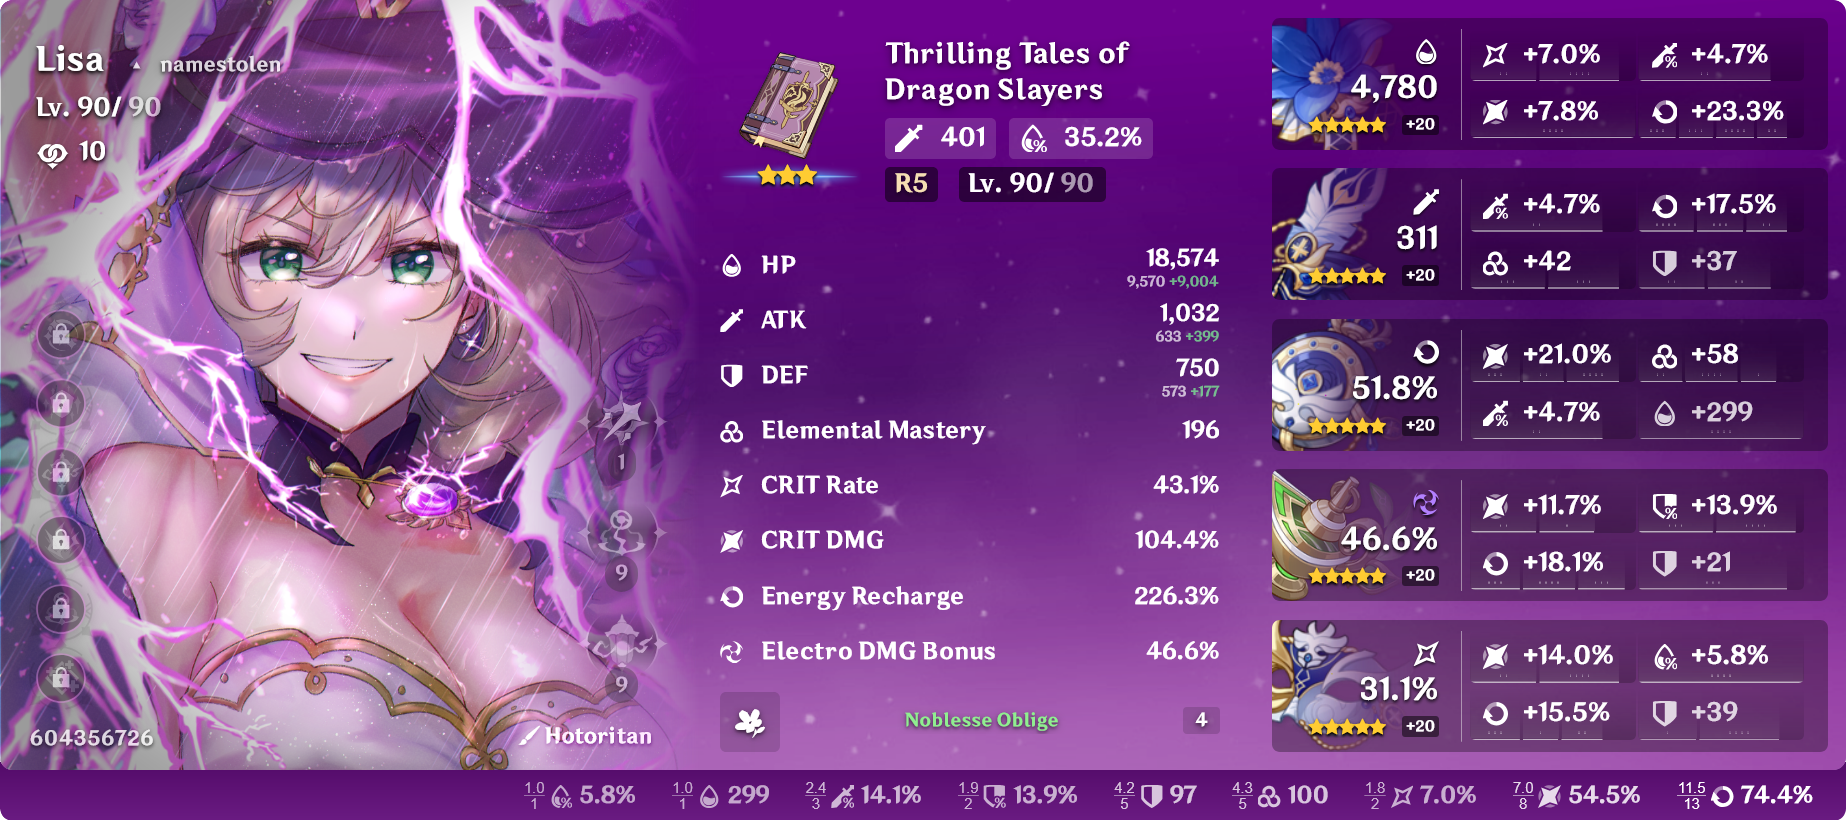 Lisa namestolen
Lv. 90/ 90
10
1
9
9
604356726
Hotoritan
Thrilling Tales of
Dragon Slayers
401 35.2%
R5 Lv. 90/ 90
HP 18,574
9,570 +9,004
ATK 1,032
633 +399
DEF 750
573 +177
Elemental Mastery 196
CRIT Rate 43.1%
CRIT DMG 104.4%
Energy Recharge 226.3%
Electro DMG Bonus 46.6%
Noblesse Oblige 4
4,780
+20
+7.0% +4.7%
+7.8% +23.3%
311
+20
+4.7% +17.5%
+42 +37
51.8%
+20
+21.0% +58
+4.7% +299
46.6%
+20
+11.7% +13.9%
+18.1% +21
31.1%
+20
+14.0% +5.8%
+15.5% +39
1.0 1 5.8% 1.0 1 299 2.4 3 14.1% 1.9 2 13.9% 4.2 5 97 4.3 5 100 1.8 2 7.0% 7.0 8 54.5% 11.5 13 74.4%